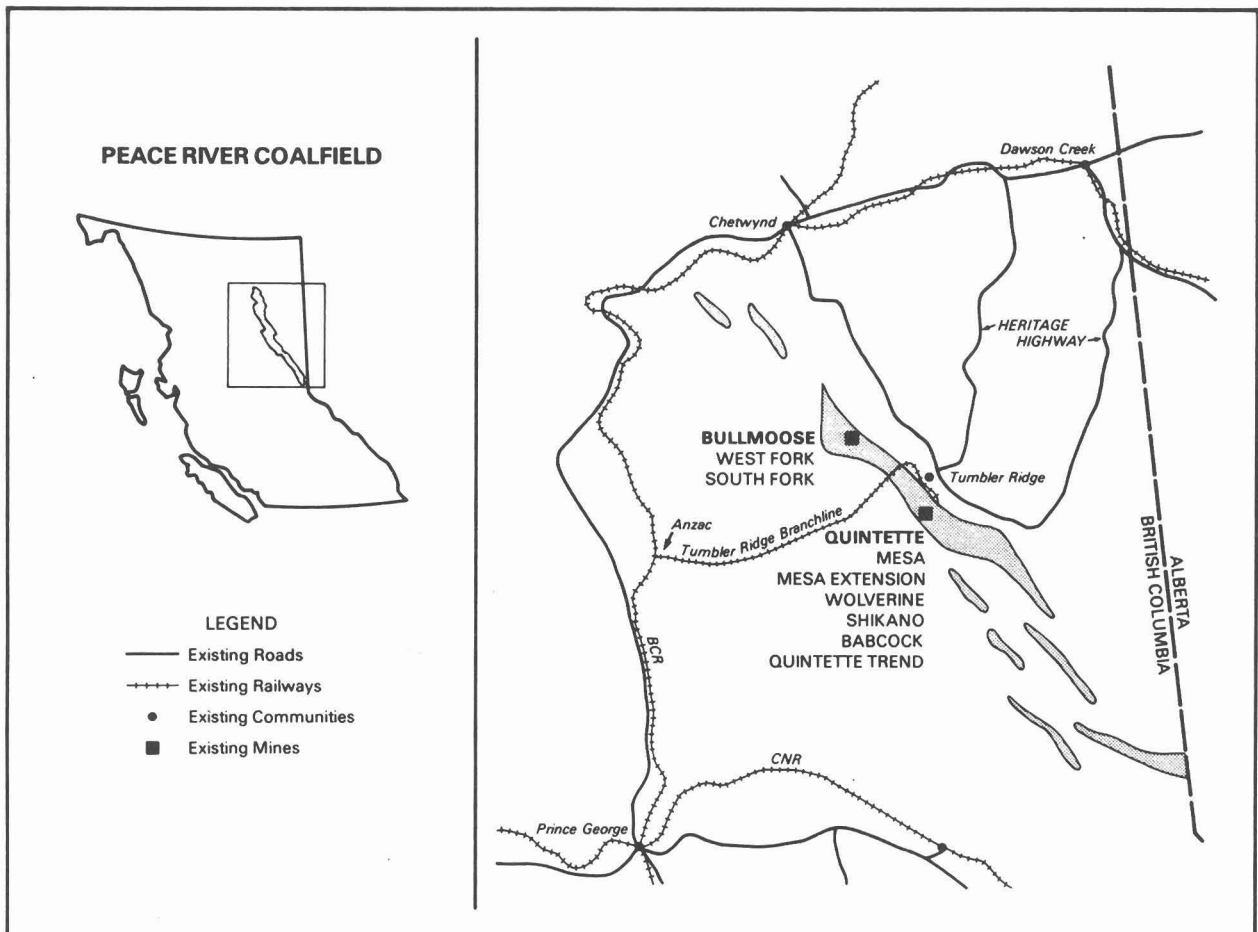 PEACE RIVER COALFIELD
LEGEND
Existing Roads
Existing Railways
Existing Communities
Existing Mines
Dawson Creek
Chetwynd
HERITAGE
HIGHWAY
BULLMOOSE
WEST FORK
SOUTH FORK
Tumbler Ridge
Anzac
Tumbler Ridge Branchline
QUINTETTE
MESA
MESA EXTENSION
WOLVERINE
SHIKANO
BABCOCK
QUINTETTE TREND
ALBERTA
BRITISH COLUMBIA
BCR
CNR
Prince George